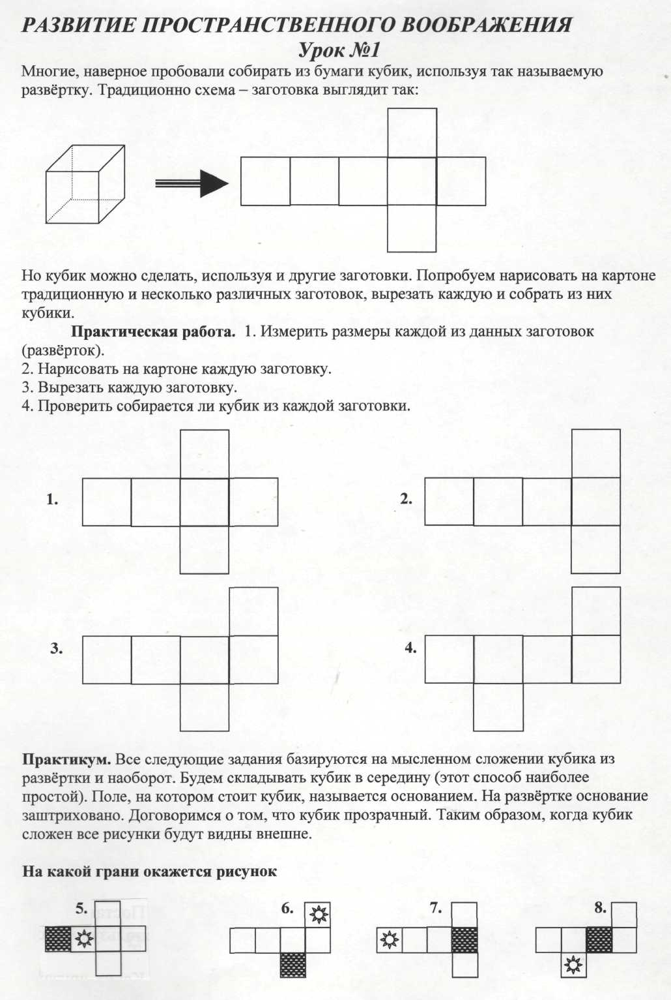 РАЗВИТИЕ ПРОСТРАНСТВЕННОГО ВООБРАЖЕНИЯ
Урок №1
Многие, наверное пробовали собирать из бумаги кубик, используя так называемую
развёртку. Традиционно схема – заготовка выглядит так:
Но кубик можно сделать, используя и другие заготовки. Попробуем нарисовать на картоне
традиционную и несколько различных заготовок, вырезать каждую и собрать из них
кубики.
Практическая работа. 1. Измерить размеры каждой из данных заготовок
(развёрток).
2. Нарисовать на картоне каждую заготовку.
3. Вырезать каждую заготовку.
4. Проверить собирается ли кубик из каждой заготовки.
1.
2.
3.
4.
Практикум. Все следующие задания базируются на мысленном сложении кубика из
развёртки и наоборот. Будем складывать кубик в середину (этот способ наиболее
простой). Поле, на котором стоит кубик, называется основанием. На развёртке основание
заштриховано. Договоримся о том, что кубик прозрачный. Таким образом, когда кубик
сложен все рисунки будут видны внешне.
На какой грани окажется рисунок
5.
6.
7.
8.